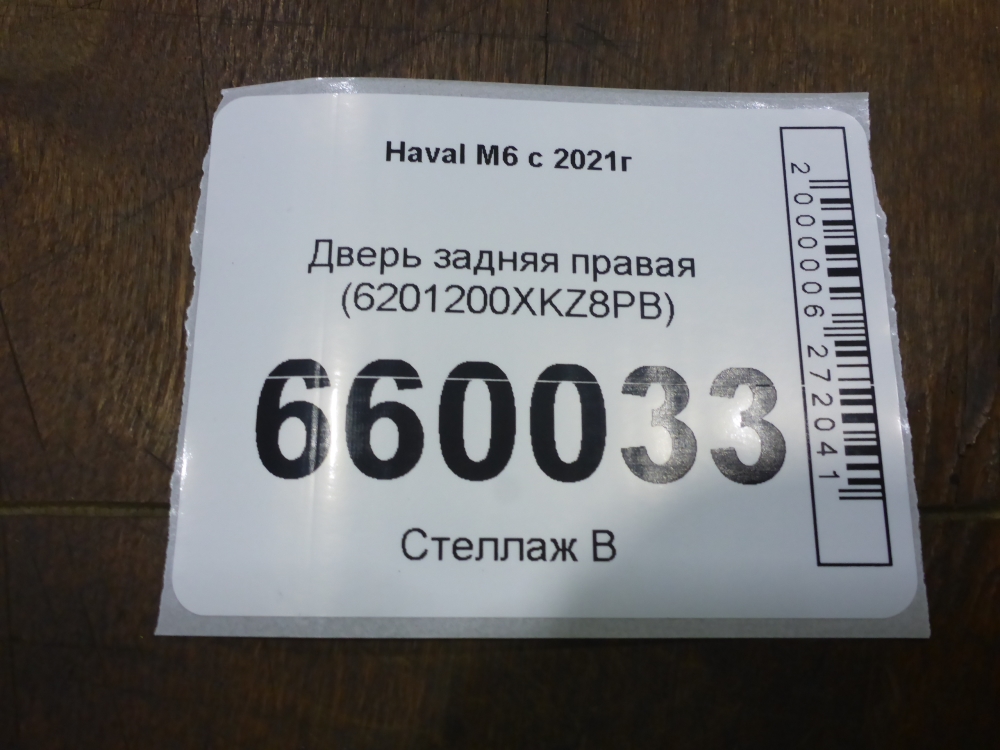 Haval M6 с 2021г
Дверь задняя правая
(6201200XKZ8PB)
660033
Стеллаж В
2000006272041